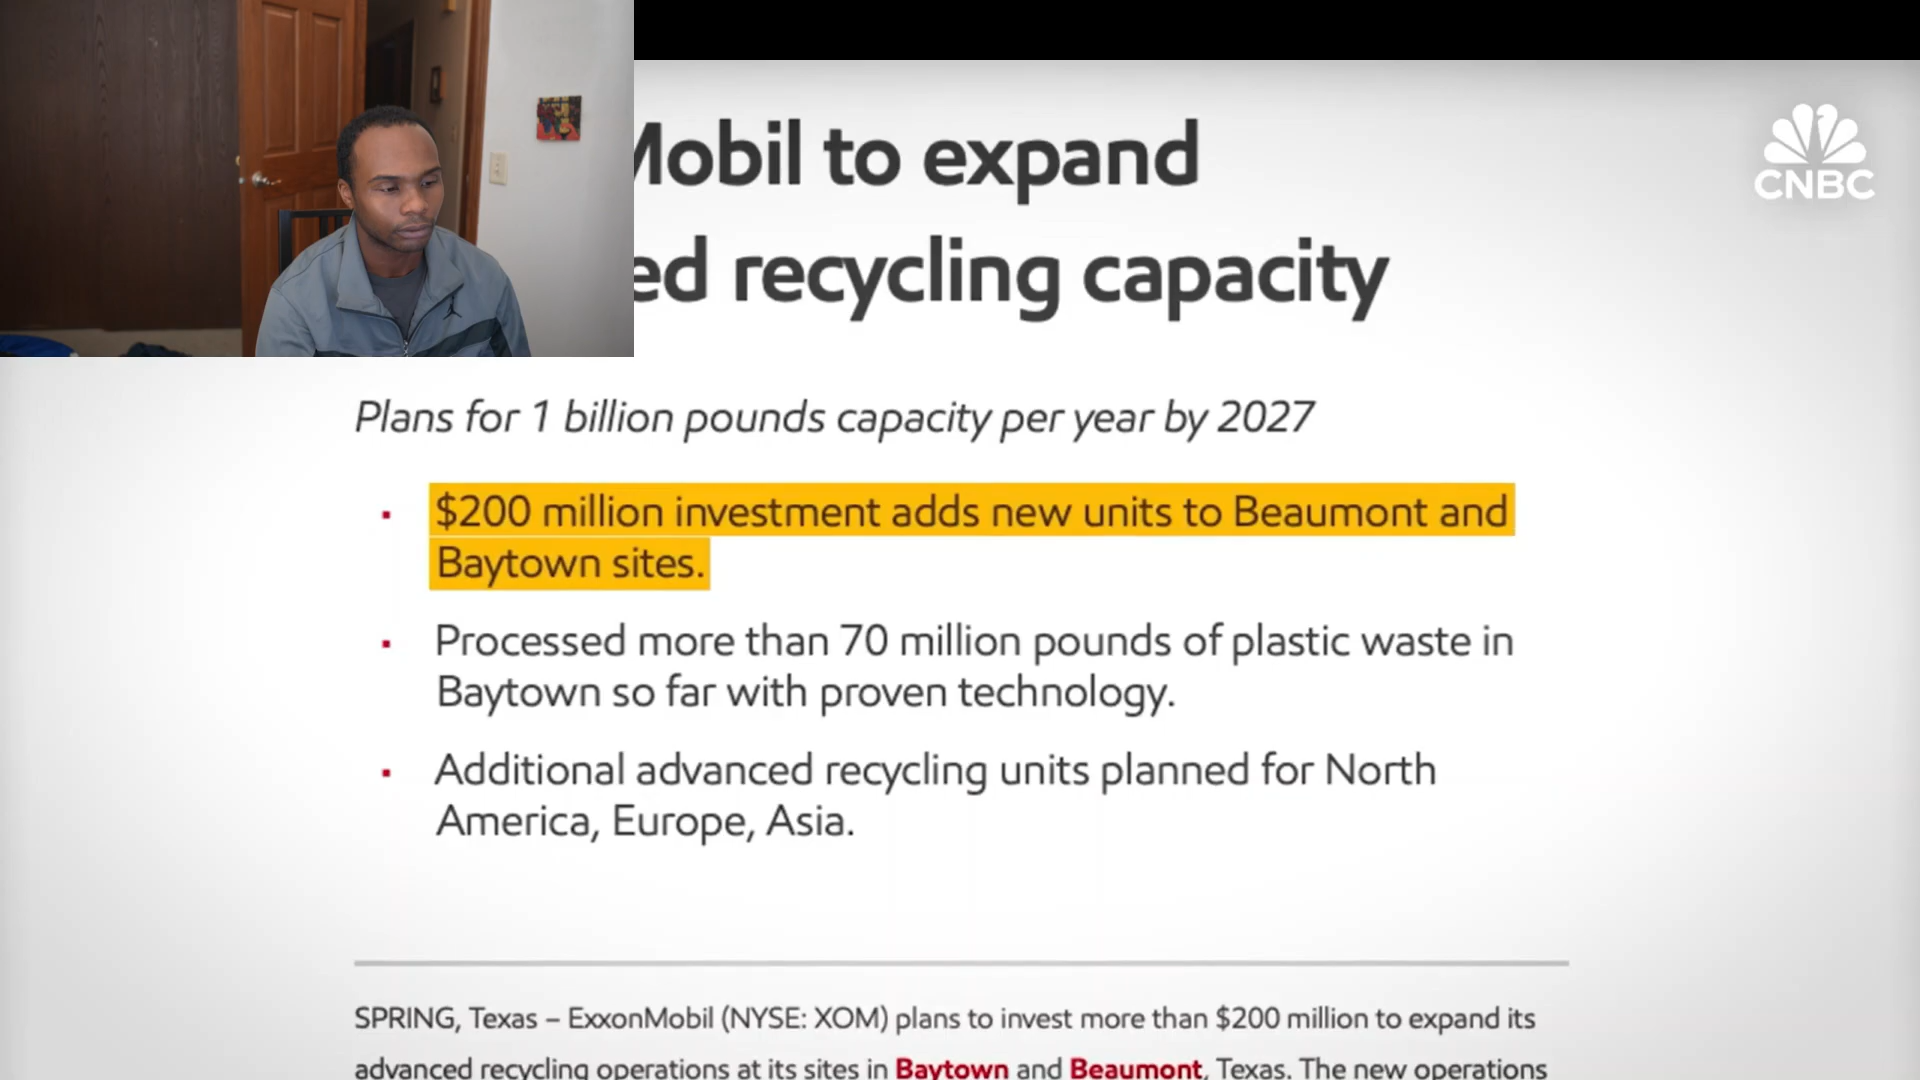 Mobil to expand
CNBC
ed recycling capacity
Plans for 1 billion pounds capacity per year by 2027
$200 million investment adds new units to Beaumont and
Baytown sites.
Processed more than 70 million pounds of plastic waste in
Baytown so far with proven technology.
Additional advanced recycling units planned for North
America, Europe, Asia.
SPRING, Texas – ExxonMobil (NYSE: XOM) plans to invest more than $200 million to expand its
advanced recycling operations at its sites in Baytown and Beaumont, Texas. The new operations